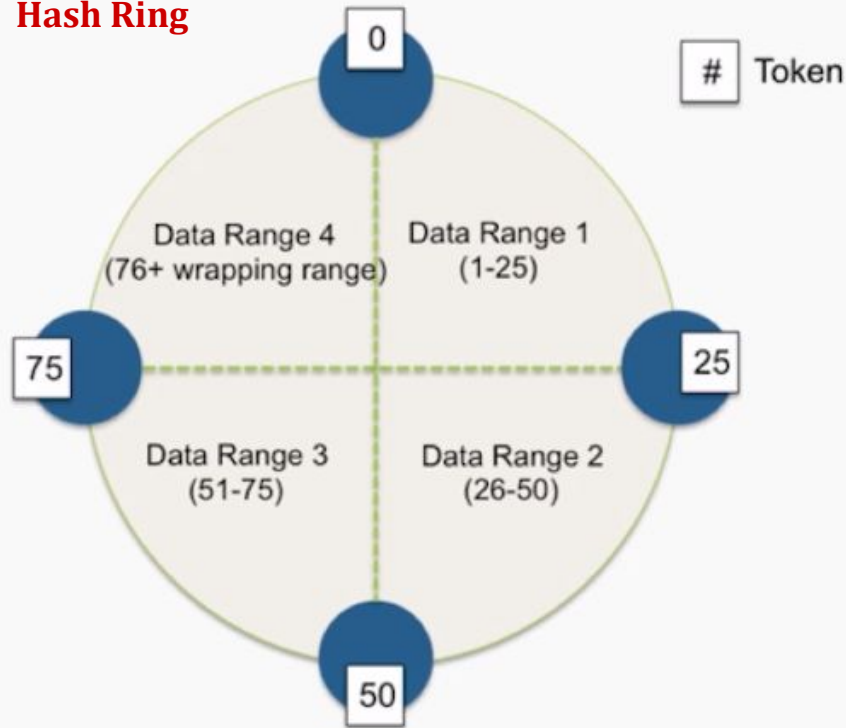 Hash Ring
0
# Token
Data Range 4
(76+ wrapping range)
Data Range 1
(1-25)
75
25
Data Range 3
(51-75)
Data Range 2
(26-50)
50